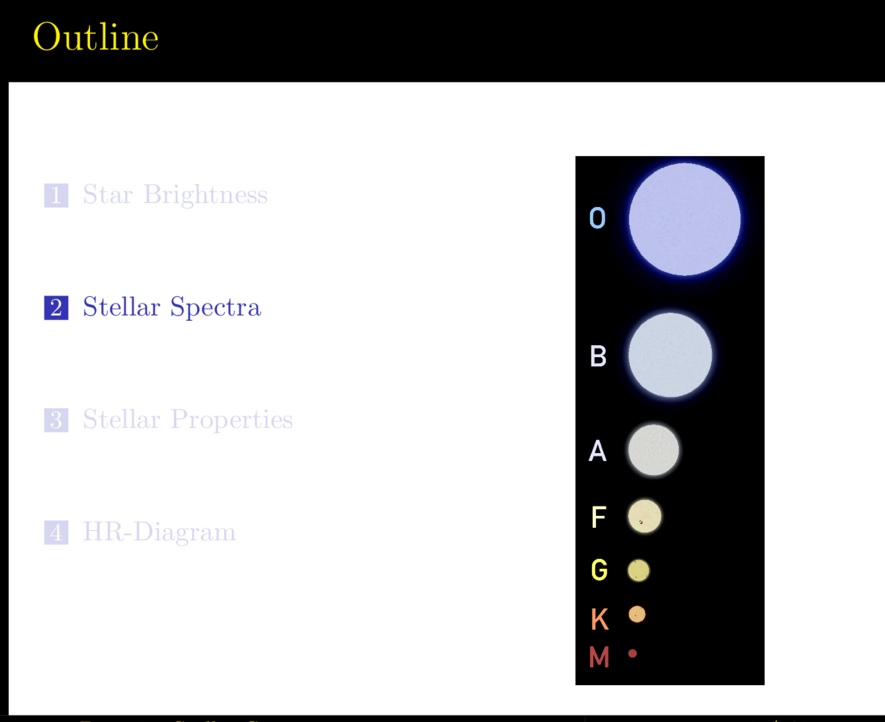 Outline
1 Star Brightness
2 Stellar Spectra
3 Stellar Properties
4 HR-Diagram
O
B
A
F
G
K
M